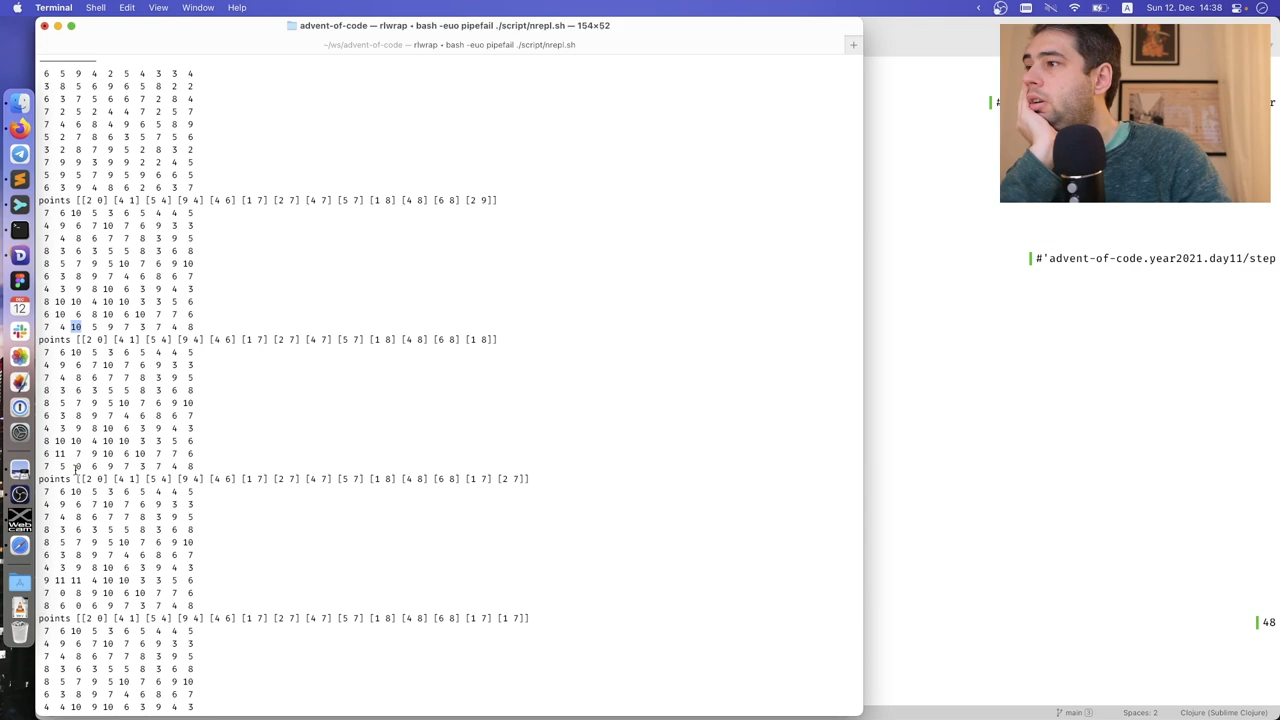 advent-of-code — rlwrap • bash -euo pipefail ./script/nrepl.sh — 154×52
~/ws/advent-of-code — rlwrap • bash -euo pipefail ./script/nrepl.sh
6 5 9 4 2 5 4 3 3 4
3 8 5 6 9 6 5 8 2 2
6 3 7 5 6 6 7 2 8 4
7 2 5 2 4 4 7 2 5 7
7 4 6 8 4 9 6 5 8 9
5 2 7 8 6 3 5 7 5 6
3 2 8 7 9 5 2 8 3 2
7 9 9 3 9 9 2 2 4 5
5 9 5 7 9 5 9 6 6 5
6 3 9 4 8 6 2 6 3 7
points [[2 0] [4 1] [5 4] [9 4] [4 6] [1 7] [2 7] [4 7] [5 7] [1 8] [4 8] [6 8] [2 9]]
7 6 10 5 3 6 5 4 4 5
4 9 6 7 10 7 6 9 3 3
7 4 8 6 7 7 8 3 9 5
8 3 6 3 5 5 8 3 6 8
8 5 7 9 5 10 7 6 9 10
6 3 8 9 7 4 6 8 6 7
4 3 9 8 10 6 3 9 4 3
8 10 10 4 10 10 3 3 5 6
6 10 6 8 10 6 10 7 7 6
7 4 10 5 9 7 3 7 4 8
points [[2 0] [4 1] [5 4] [9 4] [4 6] [1 7] [2 7] [4 7] [5 7] [1 8] [4 8] [6 8] [1 8]]
7 6 10 5 3 6 5 4 4 5
4 9 6 7 10 7 6 9 3 3
7 4 8 6 7 7 8 3 9 5
8 3 6 3 5 5 8 3 6 8
8 5 7 9 5 10 7 6 9 10
6 3 8 9 7 4 6 8 6 7
4 3 9 8 10 6 3 9 4 3
8 10 10 4 10 10 3 3 5 6
6 11 7 9 10 6 10 7 7 6
7 5 0 6 9 7 3 7 4 8
points [[2 0] [4 1] [5 4] [9 4] [4 6] [1 7] [2 7] [4 7] [5 7] [1 8] [4 8] [6 8] [1 7] [2 7]]
7 6 10 5 3 6 5 4 4 5
4 9 6 7 10 7 6 9 3 3
7 4 8 6 7 7 8 3 9 5
8 3 6 3 5 5 8 3 6 8
8 5 7 9 5 10 7 6 9 10
6 3 8 9 7 4 6 8 6 7
4 3 9 8 10 6 3 9 4 3
9 11 11 4 10 10 3 3 5 6
7 0 8 9 10 6 10 7 7 6
8 6 0 6 9 7 3 7 4 8
points [[2 0] [4 1] [5 4] [9 4] [4 6] [1 7] [2 7] [4 7] [5 7] [1 8] [4 8] [6 8] [1 7] [1 7]]
7 6 10 5 3 6 5 4 4 5
4 9 6 7 10 7 6 9 3 3
7 4 8 6 7 7 8 3 9 5
8 3 6 3 5 5 8 3 6 8
8 5 7 9 5 10 7 6 9 10
6 3 8 9 7 4 6 8 6 7
4 4 10 9 10 6 3 9 4 3
#'advent-of-code.year2021.day11/step
48
main 3 Spaces: 2 Clojure (Sublime Clojure)
DEC
12
Webcam